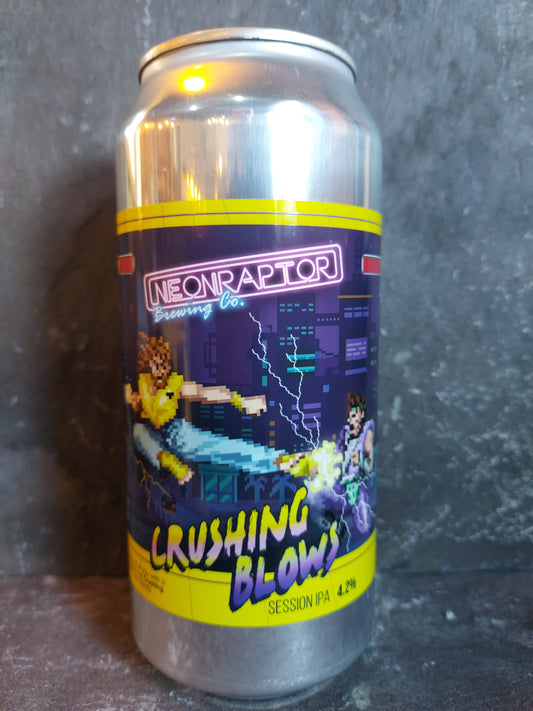 NEONRAPTOR
Brewing Co.
CRUSHING
BLOWS
SESSION IPA 4.2%